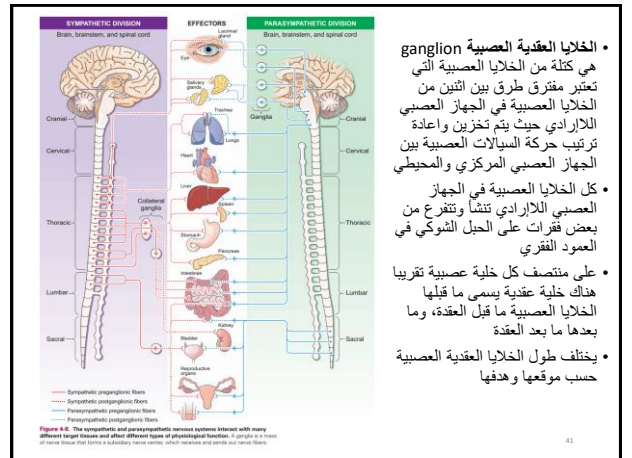 SYMPATHETIC DIVISION
Brain, brainstem, and spinal cord
EFFECTORS
PARASYMPATHETIC DIVISION
Brain, brainstem, and spinal cord
Lacrimal
gland
Eye
Salivary
glands
Trachea
Lungs
Heart
Liver
Spleen
Stomach
Pancreas
Intestines
Kidney
Bladder
Reproductive
organs
Ganglia
Collateral
ganglia
Cranial
Cervical
Thoracic
Lumbar
Sacral
Cranial
Cervical
Thoracic
Lumbar
Sacral
Sympathetic preganglionic fibers
Sympathetic postganglionic fibers
Parasympathetic preganglionic fibers
Parasympathetic postganglionic fibers
Figure 4-8. The sympathetic and parasympathetic nervous systems interact with many
different target tissues and affect different types of physiological function. A ganglia is a mass
of nerve tissue that forms a subsidiary nerve center, which receives and sends out nerve fibers.
• الخلايا العقدية العصبية ganglion
هي كتلة من الخلايا العصبية التي
تعتبر مفترق طرق بين اثنين من
الخلايا العصبية في الجهاز العصبي
اللاإرادي حيث يتم تخزين واعادة
ترتيب حركة السيالات العصبية بين
الجهاز العصبي المركزي والمحيطي
• كل الخلايا العصبية في الجهاز
العصبي اللاإرادي تنشأ وتتفرع من
بعض فقرات على الحبل الشوكي في
العمود الفقري
• على منتصف كل خلية عصبية تقريبا
هناك خلية عقدية يسمى ما قبلها
الخلايا العصبية ما قبل العقدة، وما
بعدها ما بعد العقدة
• يختلف طول الخلايا العقدية العصبية
حسب موقعها وهدفها
41